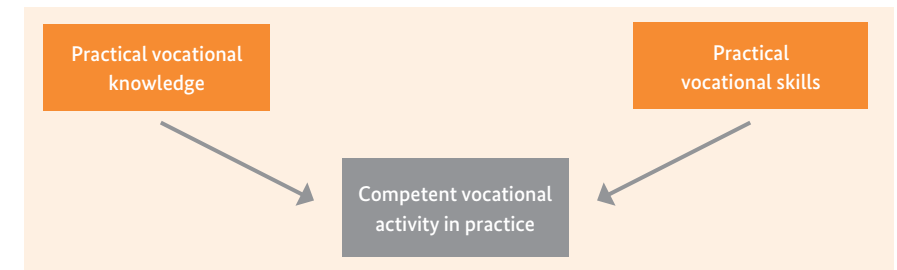 Practical vocational
knowledge
Practical
vocational skills
Competent vocational
activity in practice